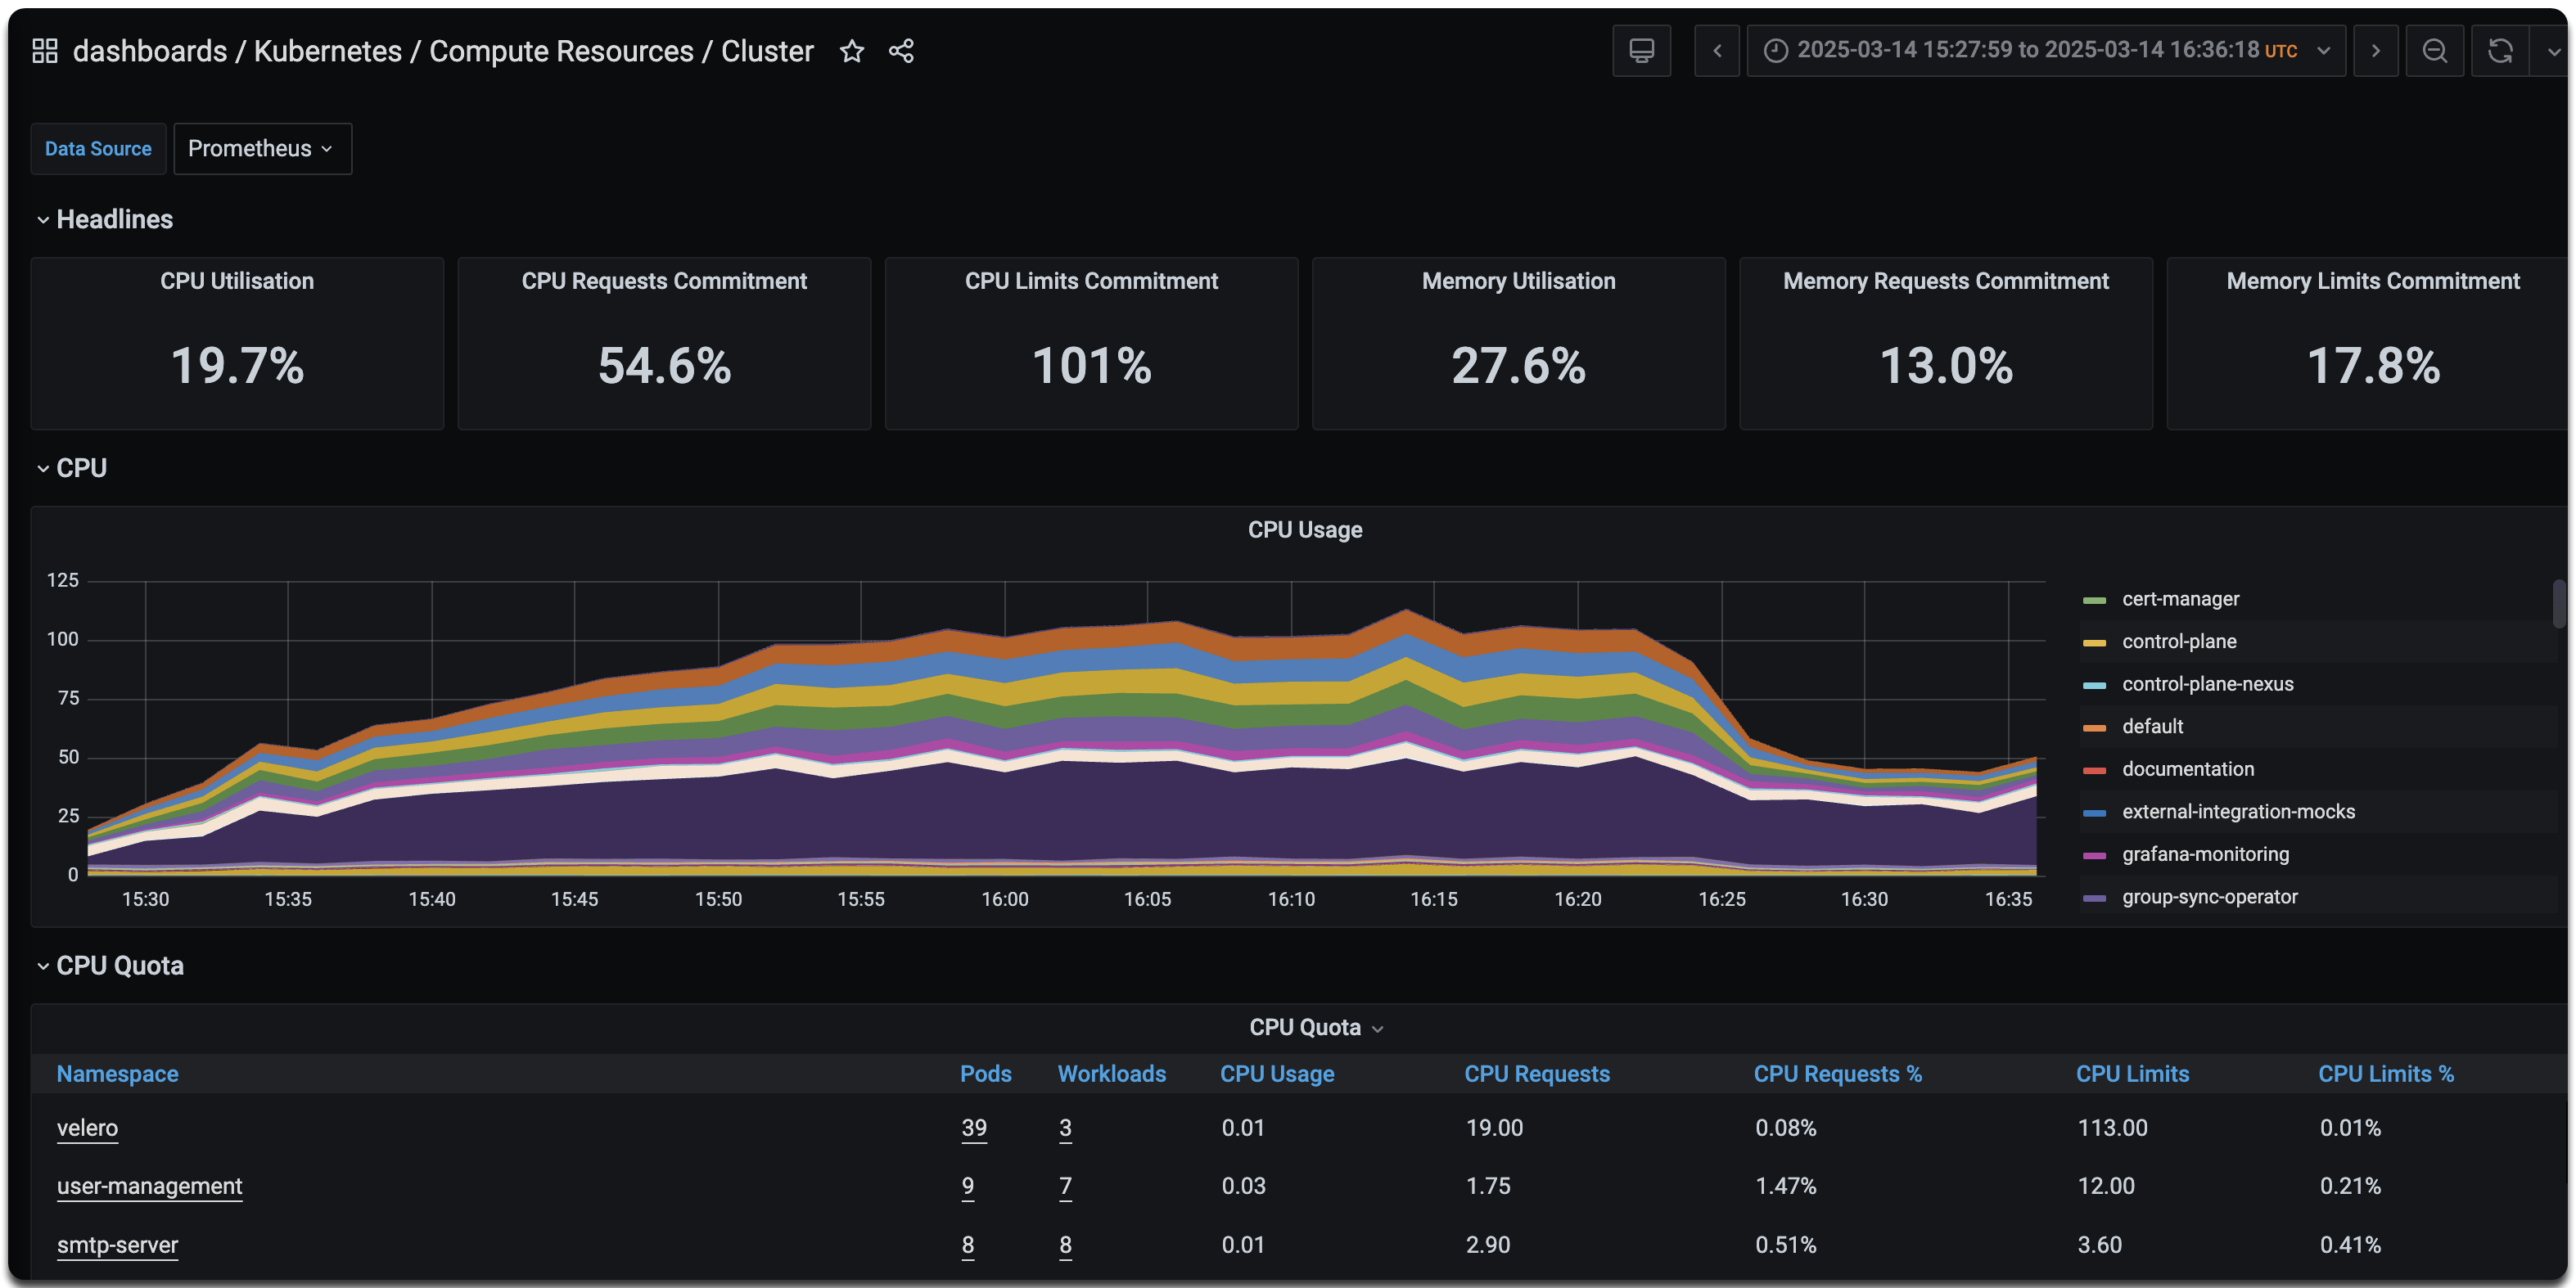 dashboards / Kubernetes / Compute Resources / Cluster
2025-03-14 15:27:59 to 2025-03-14 16:36:18 UTC
Data Source Prometheus
Headlines
CPU Utilisation CPU Requests Commitment CPU Limits Commitment Memory Utilisation Memory Requests Commitment Memory Limits Commitment
19.7% 54.6% 101% 27.6% 13.0% 17.8%
CPU
CPU Usage
125
100
75
50
25
0
15:30 15:35 15:40 15:45 15:50 15:55 16:00 16:05 16:10 16:15 16:20 16:25 16:30 16:35
cert-manager
control-plane
control-plane-nexus
default
documentation
external-integration-mocks
grafana-monitoring
group-sync-operator
CPU Quota
CPU Quota
Namespace Pods Workloads CPU Usage CPU Requests CPU Requests % CPU Limits CPU Limits %
velero 39 3 0.01 19.00 0.08% 113.00 0.01%
user-management 9 7 0.03 1.75 1.47% 12.00 0.21%
smtp-server 8 8 0.01 2.90 0.51% 3.60 0.41%